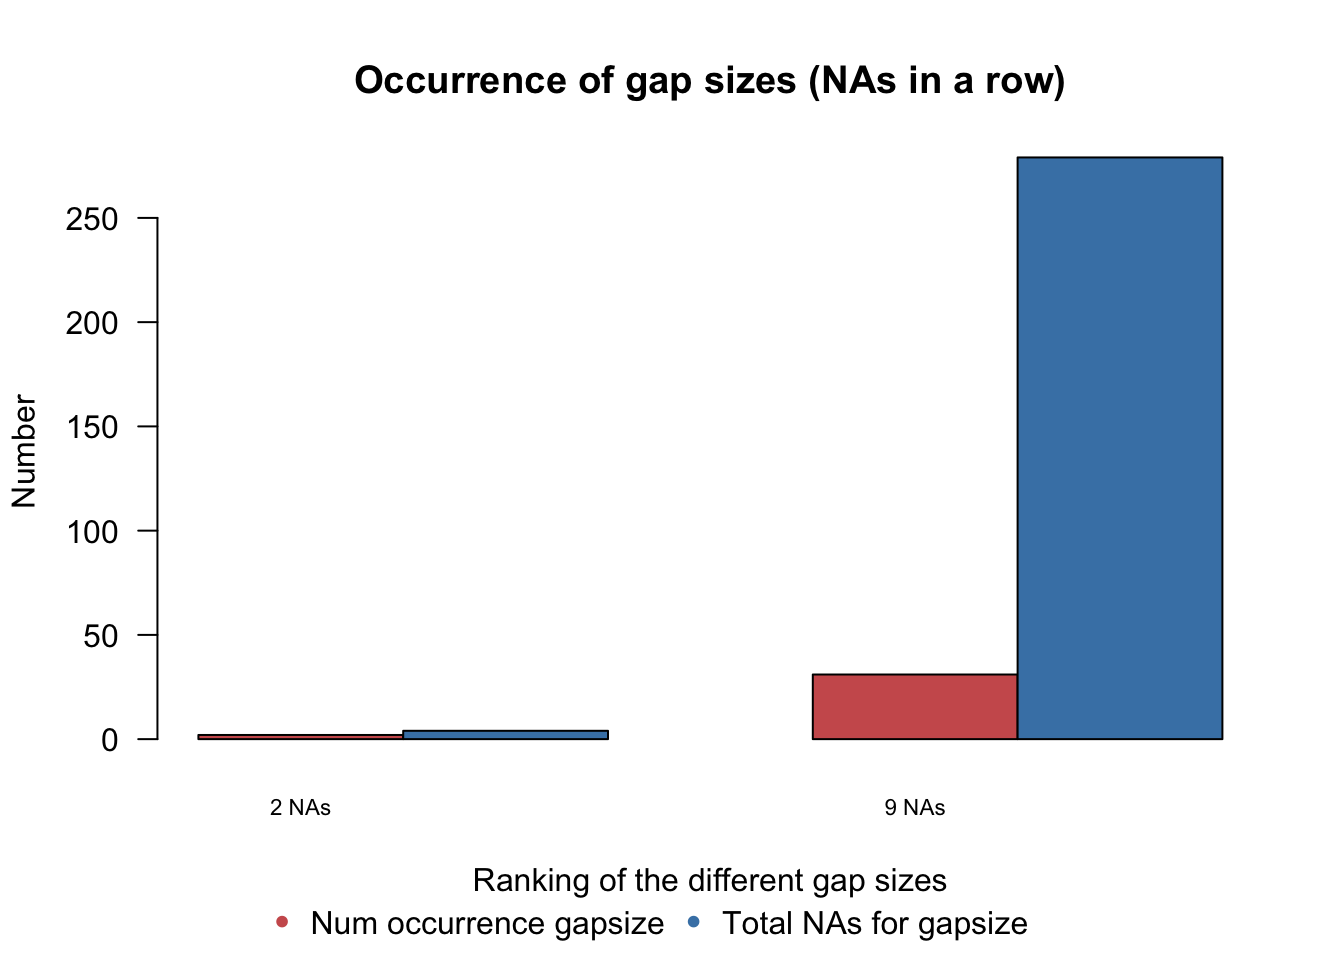 Occurrence of gap sizes (NAs in a row)
Number
250
200
150
100
50
0
2 NAs
9 NAs
Ranking of the different gap sizes
Num occurrence gapsize
Total NAs for gapsize